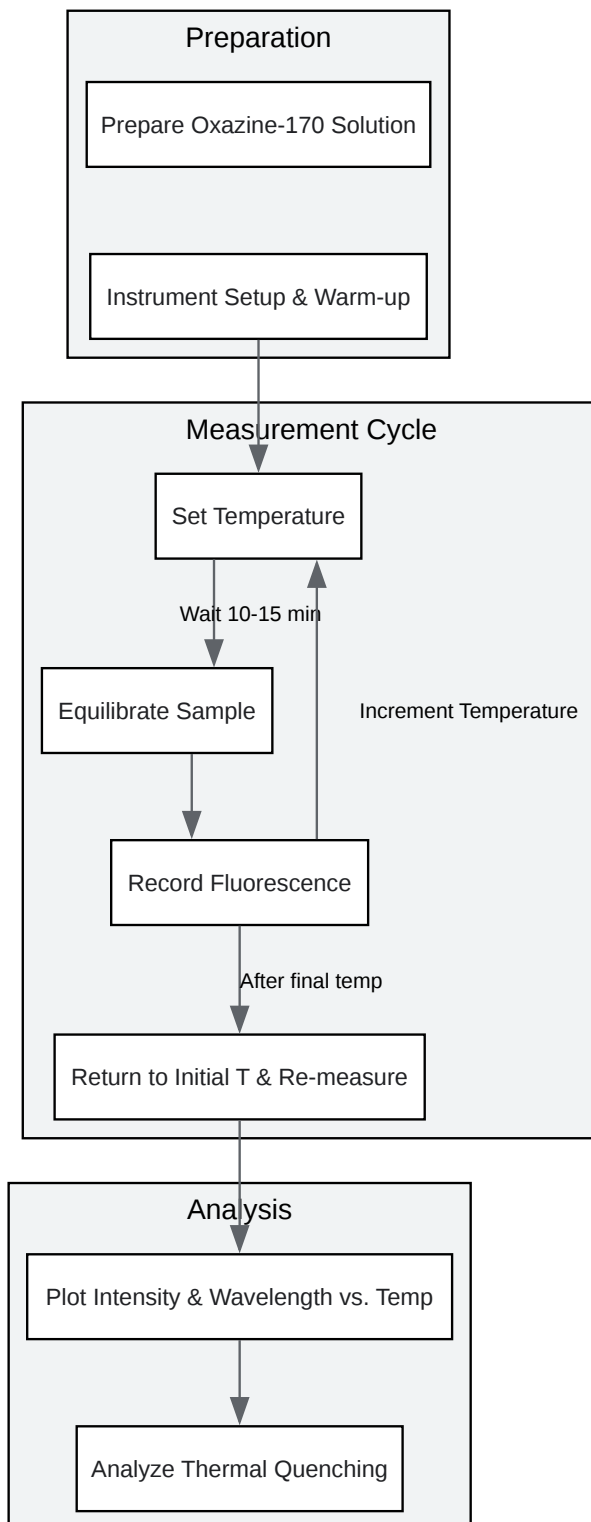 Preparation
Prepare Oxazine-170 Solution
Instrument Setup & Warm-up
Measurement Cycle
Set Temperature
Wait 10-15 min
Equilibrate Sample
Increment Temperature
Record Fluorescence
After final temp
Return to Initial T & Re-measure
Analysis
Plot Intensity & Wavelength vs. Temp
Analyze Thermal Quenching